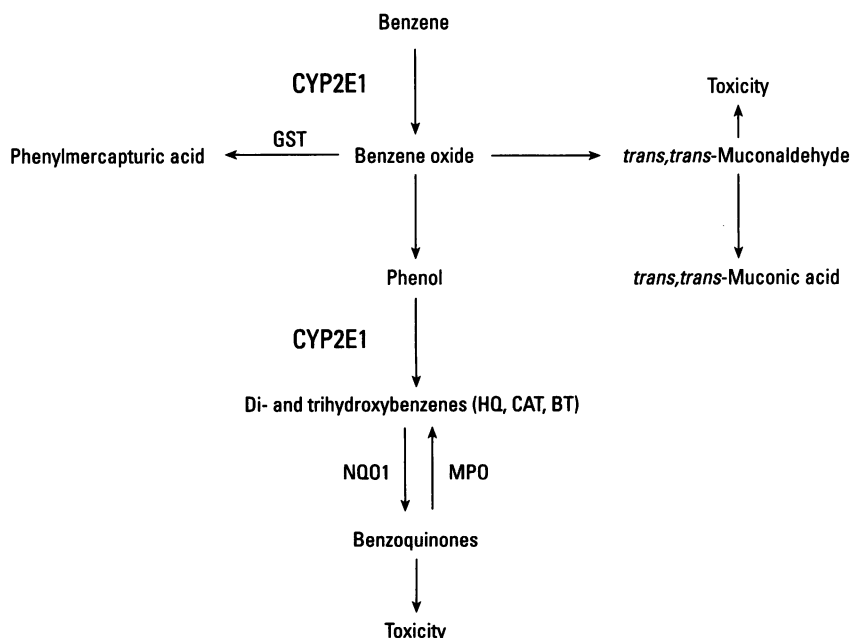 Benzene
CYP2E1
Toxicity
GST
Phenylmercapturic acid
Benzene oxide
trans,trans-Muconaldehyde
Phenol
trans,trans-Muconic acid
CYP2E1
Di- and trihydroxybenzenes (HQ, CAT, BT)
NQO1
MPO
Benzoquinones
Toxicity